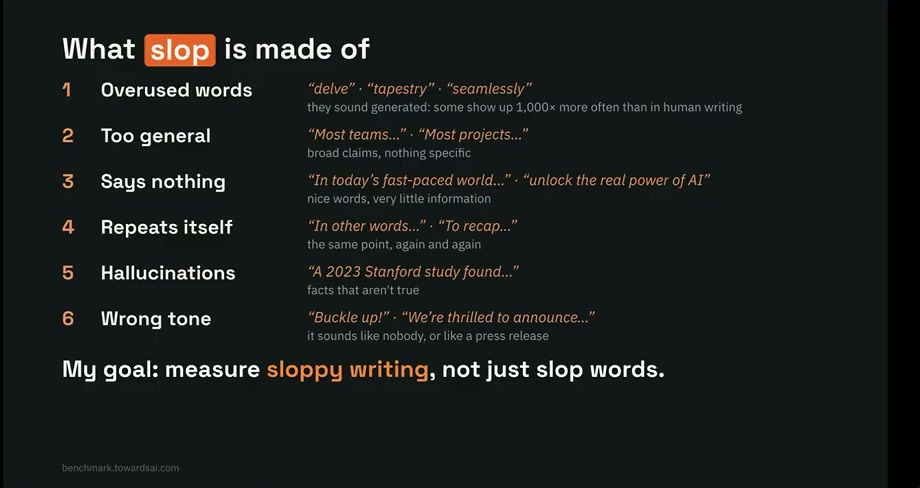 What slop is made of
1 Overused words “delve” · “tapestry” · “seamlessly”
they sound generated: some show up 1,000× more often than in human writing
2 Too general “Most teams...” · “Most projects...”
broad claims, nothing specific
3 Says nothing “In today’s fast-paced world...” · “unlock the real power of AI”
nice words, very little information
4 Repeats itself “In other words...” · “To recap...”
the same point, again and again
5 Hallucinations “A 2023 Stanford study found...”
facts that aren't true
6 Wrong tone “Buckle up!” · “We’re thrilled to announce...”
it sounds like nobody, or like a press release
My goal: measure sloppy writing, not just slop words.
benchmark.towardsai.com